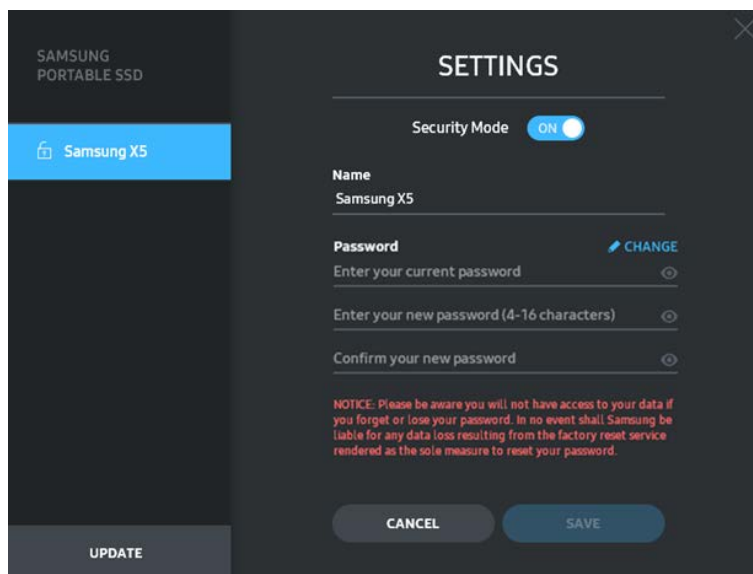 SAMSUNG
PORTABLE SSD
Samsung X5
UPDATE
SETTINGS
Security Mode ON
Name
Samsung X5
Password CHANGE
Enter your current password
Enter your new password (4-16 characters)
Confirm your new password
NOTICE: Please be aware you will not have access to your data if
you forget or lose your password. In no event shall Samsung be
liable for any data loss resulting from the factory reset service
rendered as the sole measure to reset your password.
CANCEL SAVE